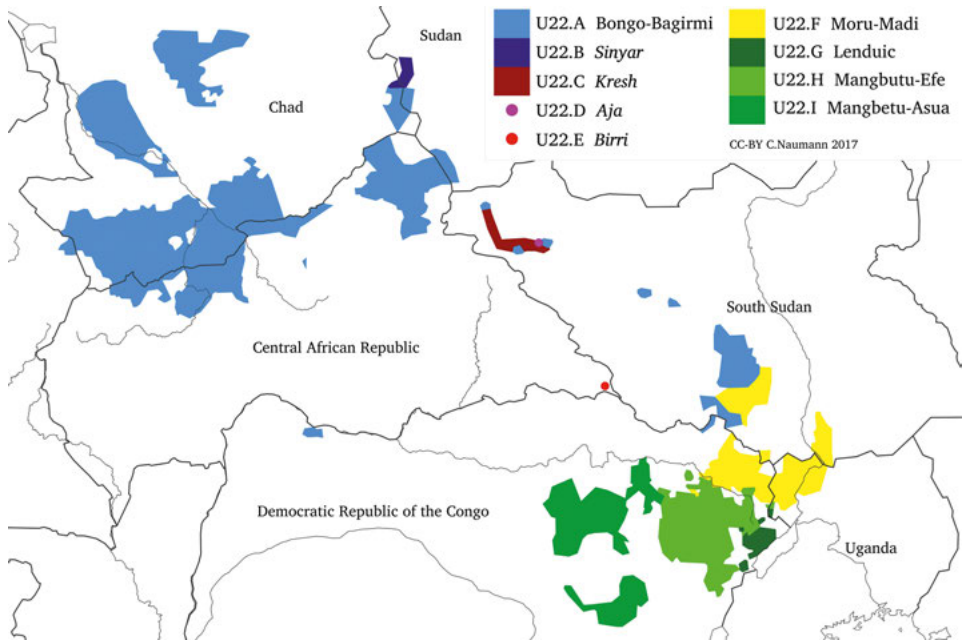 Sudan
Chad
U22.A Bongo-Bagirmi
U22.B Sinyar
U22.C Kresh
U22.D Aja
U22.E Birri
U22.F Moru-Madi
U22.G Lenduic
U22.H Mangbutu-Efe
U22.I Mangbetu-Asua
CC-BY C.Naumann 2017
South Sudan
Central African Republic
Democratic Republic of the Congo
Uganda